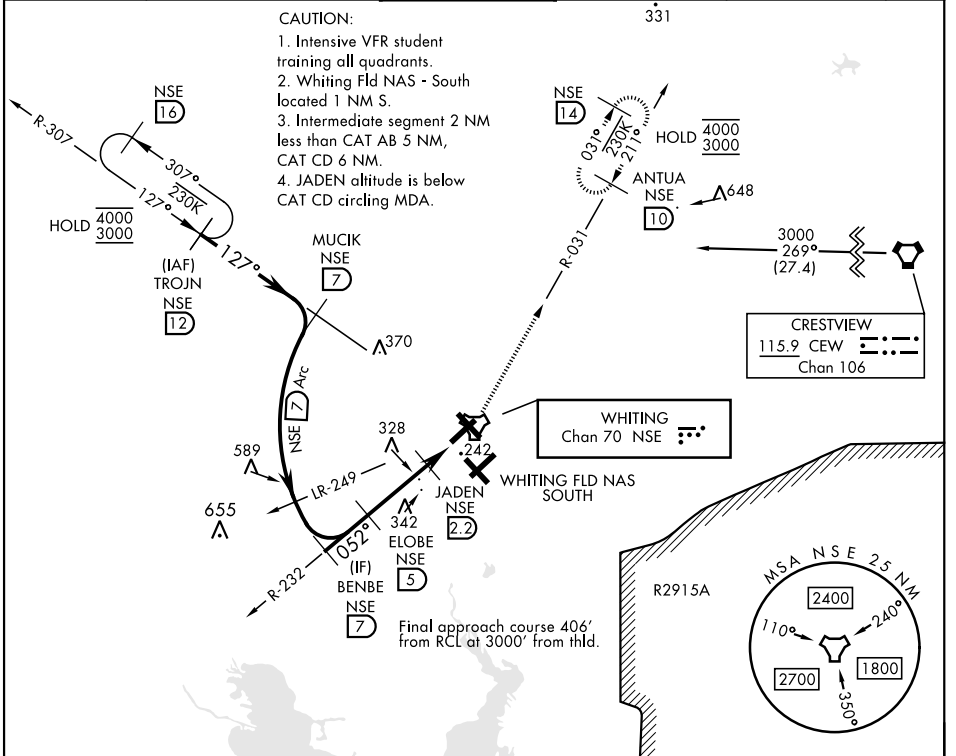 CAUTION:
1. Intensive VFR student
training all quadrants.
2. Whiting Fld NAS - South
located 1 NM S.
3. Intermediate segment 2 NM
less than CAT AB 5 NM,
CAT CD 6 NM.
4. JADEN altitude is below
CAT CD circling MDA.
331
NSE
16
R-307
307°
230K
127°
HOLD 4000
3000
127°
(IAF)
TROJN
NSE
12
MUCIK
NSE
7
370
NSE
14
031°
230K
211°
HOLD 4000
3000
ANTUA
NSE
10
648
R-031
3000
269°
(27.4)
CRESTVIEW
115.9 CEW
Chan 106
NSE 7 Arc
WHITING
Chan 70 NSE
589
LR-249
328
242
655
342
JADEN
NSE
2.2
WHITING FLD NAS
SOUTH
052°
ELOBE
NSE
5
R-232
(IF)
BENBE
NSE
7
Final approach course 406'
from RCL at 3000' from thld.
R2915A
MSA NSE 25 NM
2400
110°
240°
2700
1800
350°